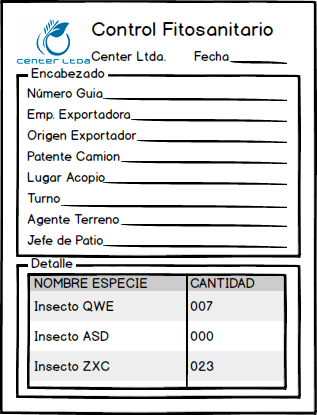 Control Fitosanitario
CENTER LTDA
Center Ltda. Fecha
Encabezado
Número Guia
Emp. Exportadora
Origen Exportador
Patente Camion
Lugar Acopio
Turno
Agente Terreno
Jefe de Patio
Detalle
NOMBRE ESPECIE CANTIDAD
Insecto QWE 007
Insecto ASD 000
Insecto ZXC 023